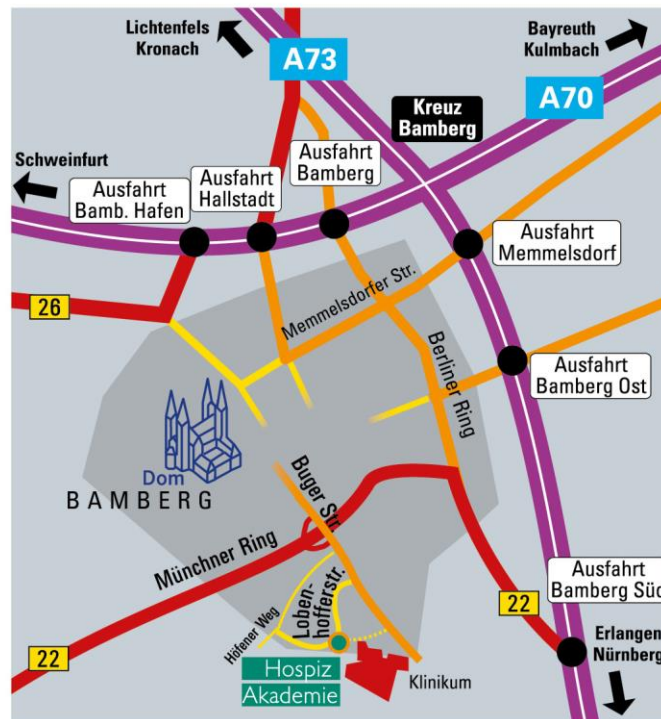 Lichtenfels
Kronach
A73
Bayreuth
Kulmbach
A70
Kreuz
Bamberg
Schweinfurt
Ausfahrt
Bamb. Hafen
Ausfahrt
Hallstadt
Ausfahrt
Bamberg
Ausfahrt
Memmelsdorf
26
Memmelsdorfer Str.
Berliner Ring
Ausfahrt
Bamberg Ost
Dom
BAMBERG
Buger Str.
Münchner Ring
Loben-
hofferstr.
Höfener Weg
Ausfahrt
Bamberg Süd
22
22
Erlangen
Nürnberg
Hospiz
Akademie
Klinikum